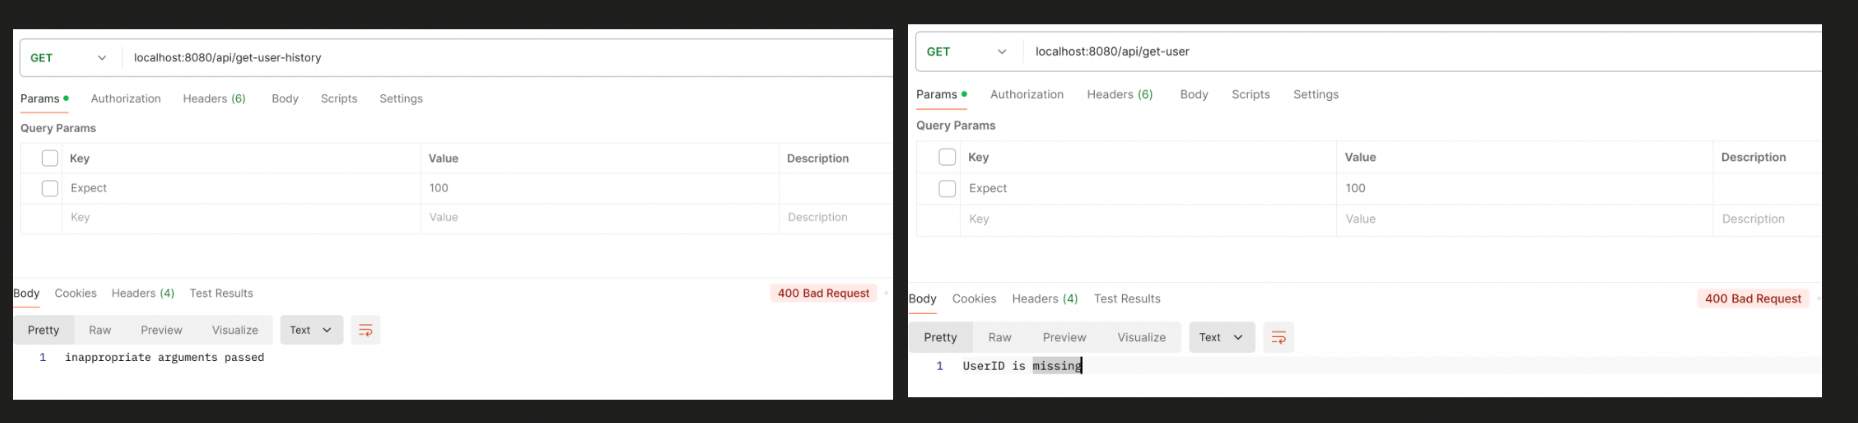 GET localhost:8080/api/get-user-history
Params Authorization Headers (6) Body Scripts Settings
Query Params
Key Value Description
Expect 100
Key Value Description
Body Cookies Headers (4) Test Results 400 Bad Request
Pretty Raw Preview Visualize Text
1 inappropriate arguments passed
GET localhost:8080/api/get-user
Params Authorization Headers (6) Body Scripts Settings
Query Params
Key Value Description
Expect 100
Key Value Description
Body Cookies Headers (4) Test Results 400 Bad Request
Pretty Raw Preview Visualize Text
1 UserID is missing